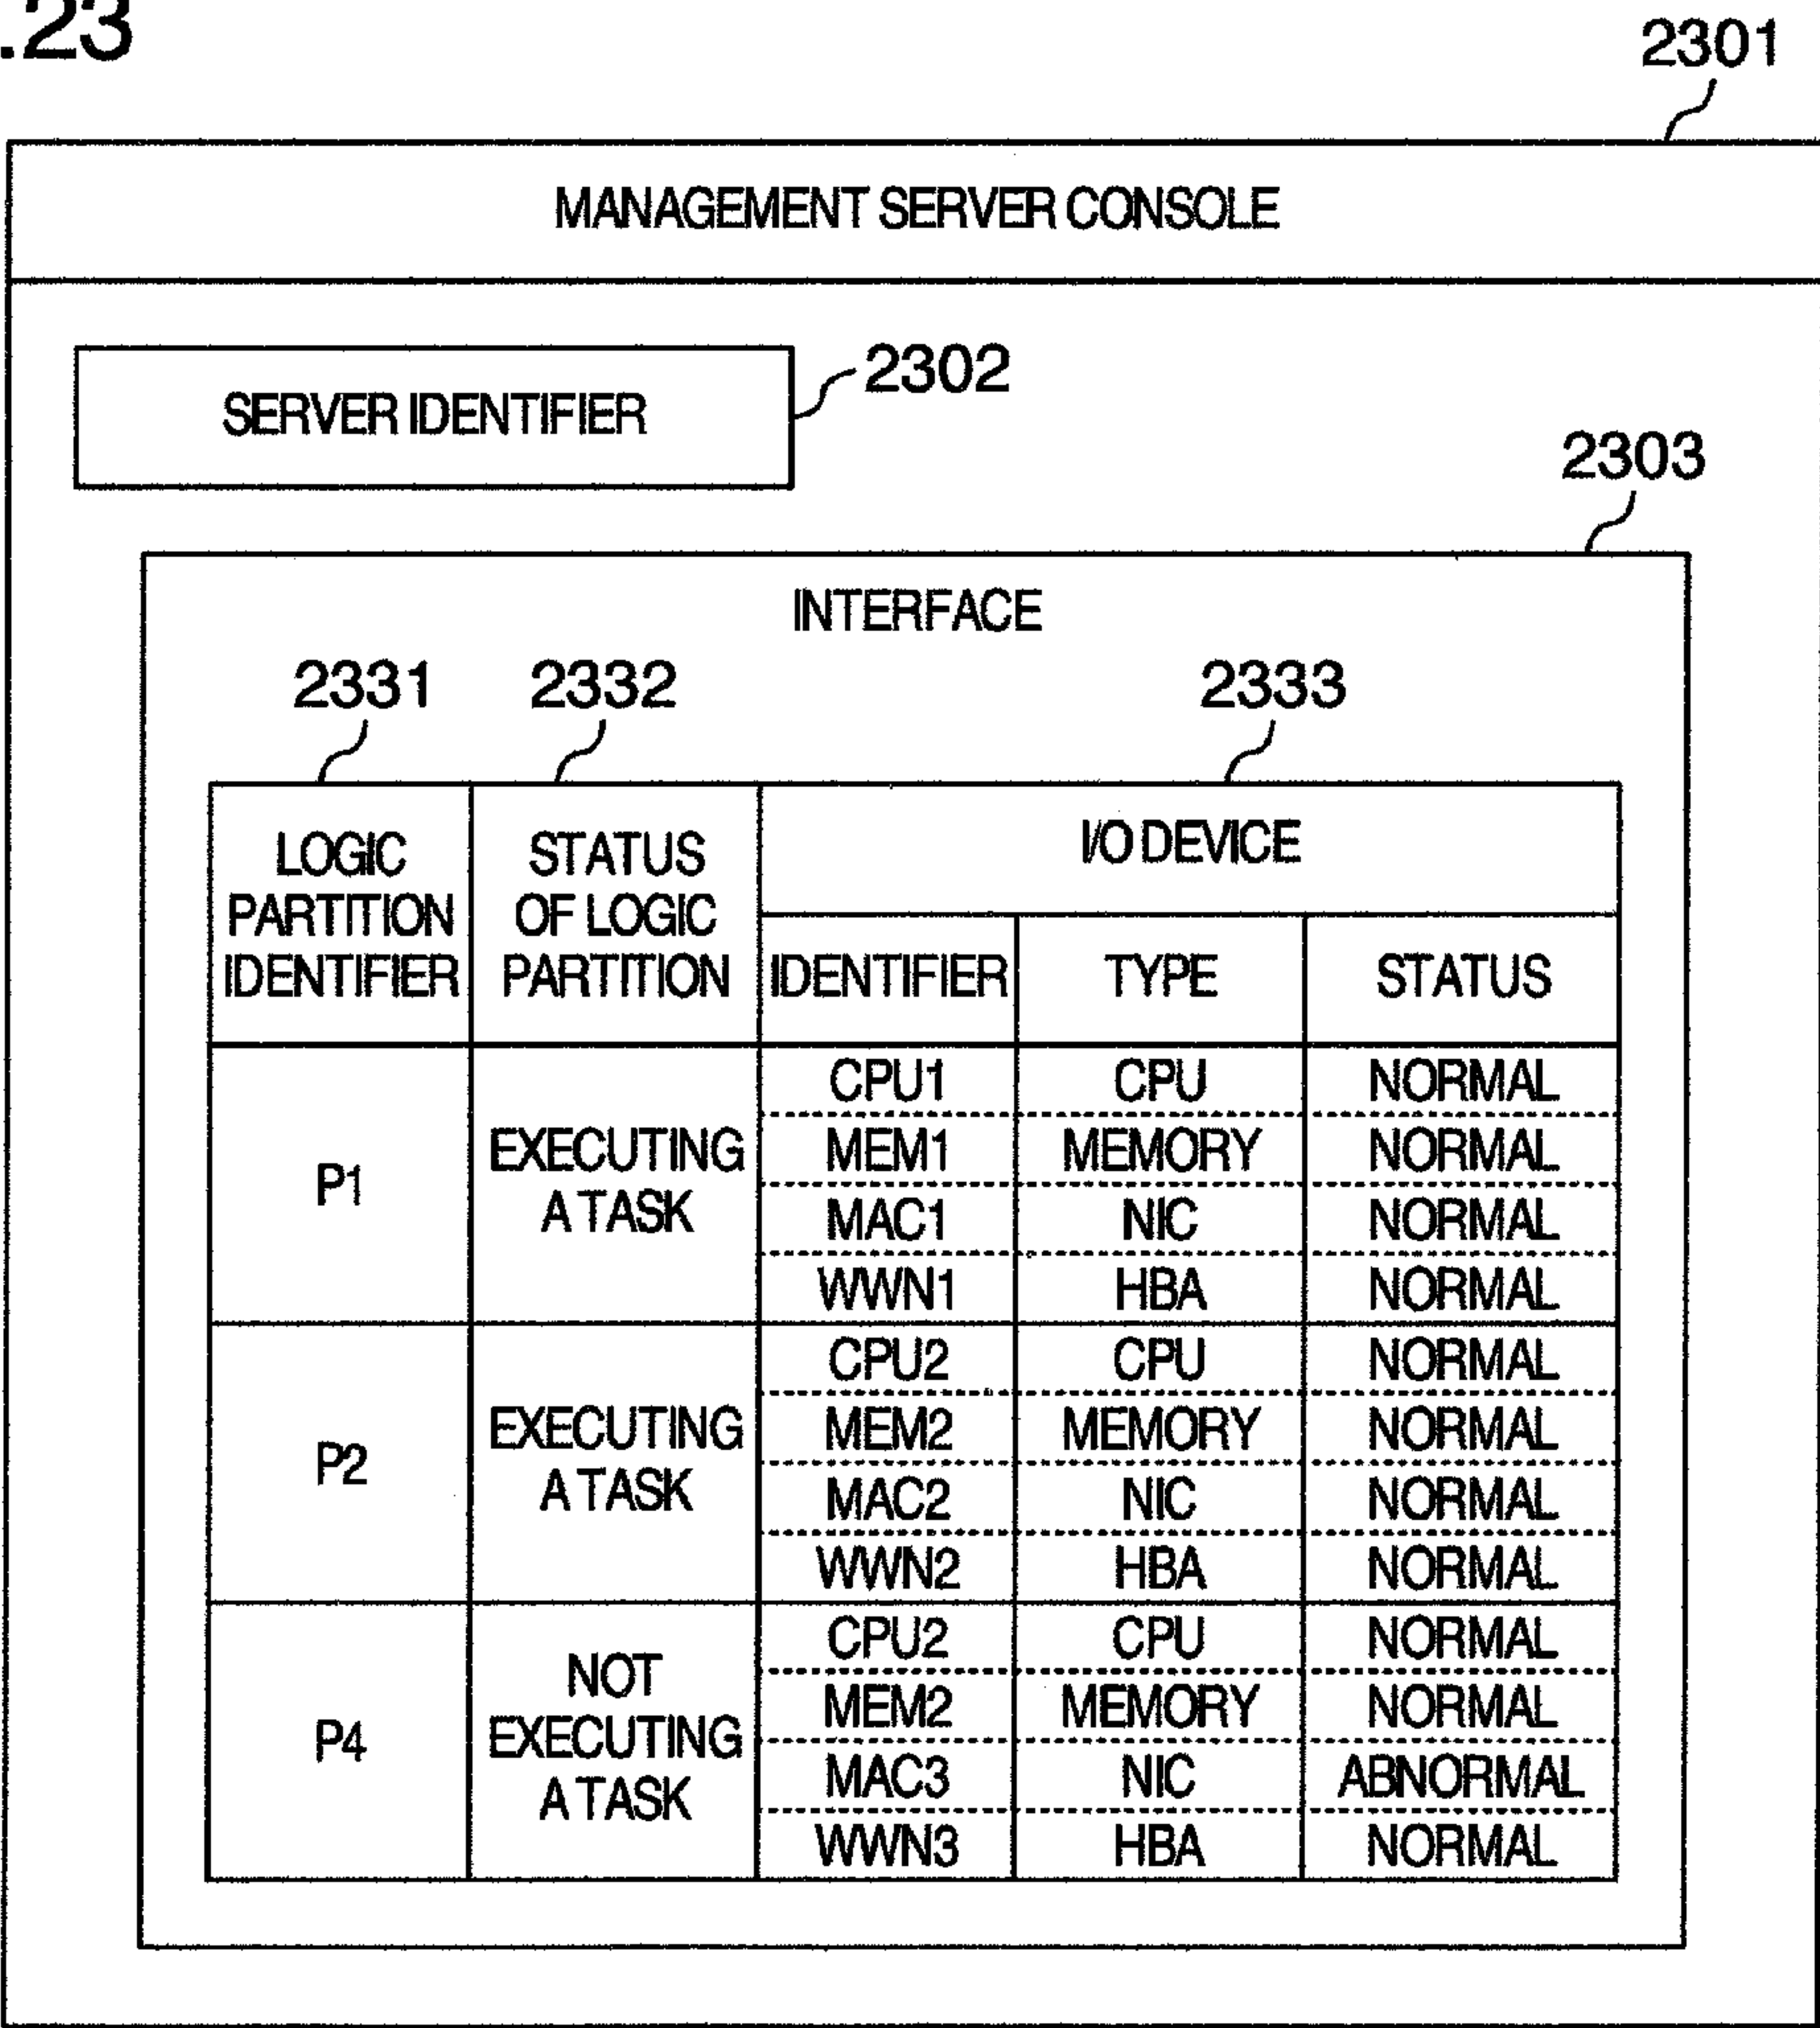 .23
2301
MANAGEMENT SERVER CONSOLE
SERVER IDENTIFIER
2302
2303
INTERFACE
2331 2332 2333
LOGIC PARTITION IDENTIFIER
STATUS OF LOGIC PARTITION
I/O DEVICE
IDENTIFIER TYPE STATUS
P1
EXECUTING A TASK
CPU1 CPU NORMAL
MEM1 MEMORY NORMAL
MAC1 NIC NORMAL
WWN1 HBA NORMAL
P2
EXECUTING A TASK
CPU2 CPU NORMAL
MEM2 MEMORY NORMAL
MAC2 NIC NORMAL
WWN2 HBA NORMAL
P4
NOT EXECUTING A TASK
CPU2 CPU NORMAL
MEM2 MEMORY NORMAL
MAC3 NIC ABNORMAL
WWN3 HBA NORMAL